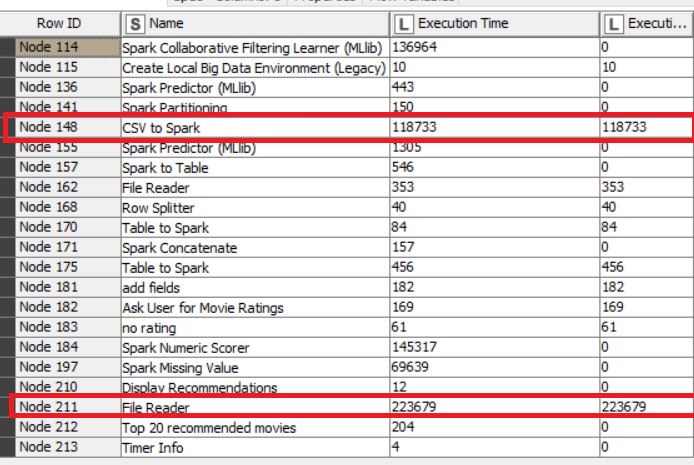 Row ID S Name L Execution Time L Executi...
Node 114 Spark Collaborative Filtering Learner (MLlib) 136964 0
Node 115 Create Local Big Data Environment (Legacy) 10 10
Node 136 Spark Predictor (MLlib) 443 0
Node 141 Spark Partitioning 150 0
Node 148 CSV to Spark 118733 118733
Node 155 Spark Predictor (MLlib) 1305 0
Node 157 Spark to Table 546 0
Node 162 File Reader 353 353
Node 168 Row Splitter 40 40
Node 170 Table to Spark 84 84
Node 171 Spark Concatenate 157 0
Node 175 Table to Spark 456 456
Node 181 add fields 182 182
Node 182 Ask User for Movie Ratings 169 169
Node 183 no rating 61 61
Node 184 Spark Numeric Scorer 145317 0
Node 197 Spark Missing Value 69639 0
Node 210 Display Recommendations 12 0
Node 211 File Reader 223679 223679
Node 212 Top 20 recommended movies 204 0
Node 213 Timer Info 4 0